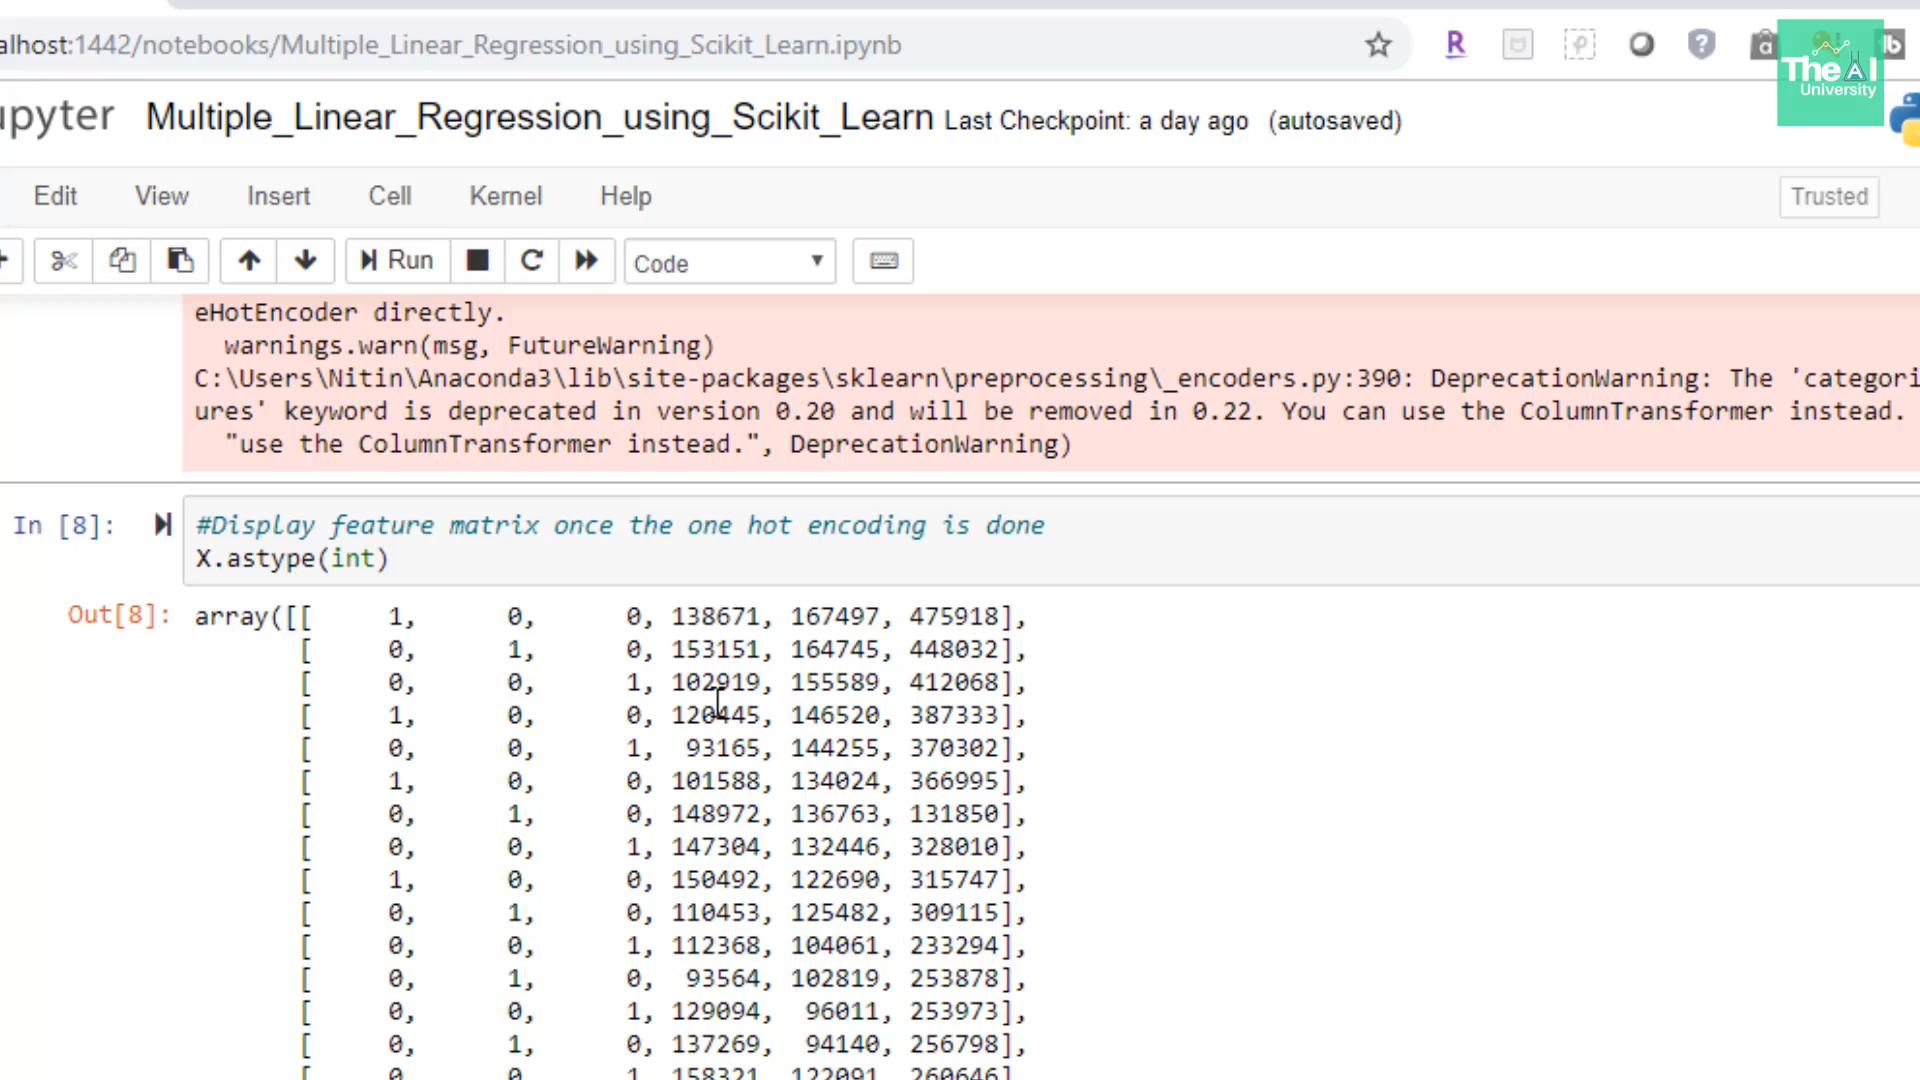 alhost:1442/notebooks/Multiple_Linear_Regression_using_Scikit_Learn.ipynb
The AI
University
upyter Multiple_Linear_Regression_using_Scikit_Learn Last Checkpoint: a day ago (autosaved)
Edit View Insert Cell Kernel Help Trusted
Run Code
eHotEncoder directly.
warnings.warn(msg, FutureWarning)
C:\Users\Nitin\Anaconda3\lib\site-packages\sklearn\preprocessing\_encoders.py:390: DeprecationWarning: The 'categori
ures' keyword is deprecated in version 0.20 and will be removed in 0.22. You can use the ColumnTransformer instead.
"use the ColumnTransformer instead.", DeprecationWarning)
In [8]: #Display feature matrix once the one hot encoding is done
X.astype(int)
Out[8]: array([[ 1, 0, 0, 138671, 167497, 475918],
[ 0, 1, 0, 153151, 164745, 448032],
[ 0, 0, 1, 102919, 155589, 412068],
[ 1, 0, 0, 120445, 146520, 387333],
[ 0, 0, 1, 93165, 144255, 370302],
[ 1, 0, 0, 101588, 134024, 366995],
[ 0, 1, 0, 148972, 136763, 131850],
[ 0, 0, 1, 147304, 132446, 328010],
[ 1, 0, 0, 150492, 122690, 315747],
[ 0, 1, 0, 110453, 125482, 309115],
[ 0, 0, 1, 112368, 104061, 233294],
[ 0, 1, 0, 93564, 102819, 253878],
[ 0, 0, 1, 129094, 96011, 253973],
[ 0, 1, 0, 137269, 94140, 256798],
[ 0, 0, 1, 158321, 122091, 260646],